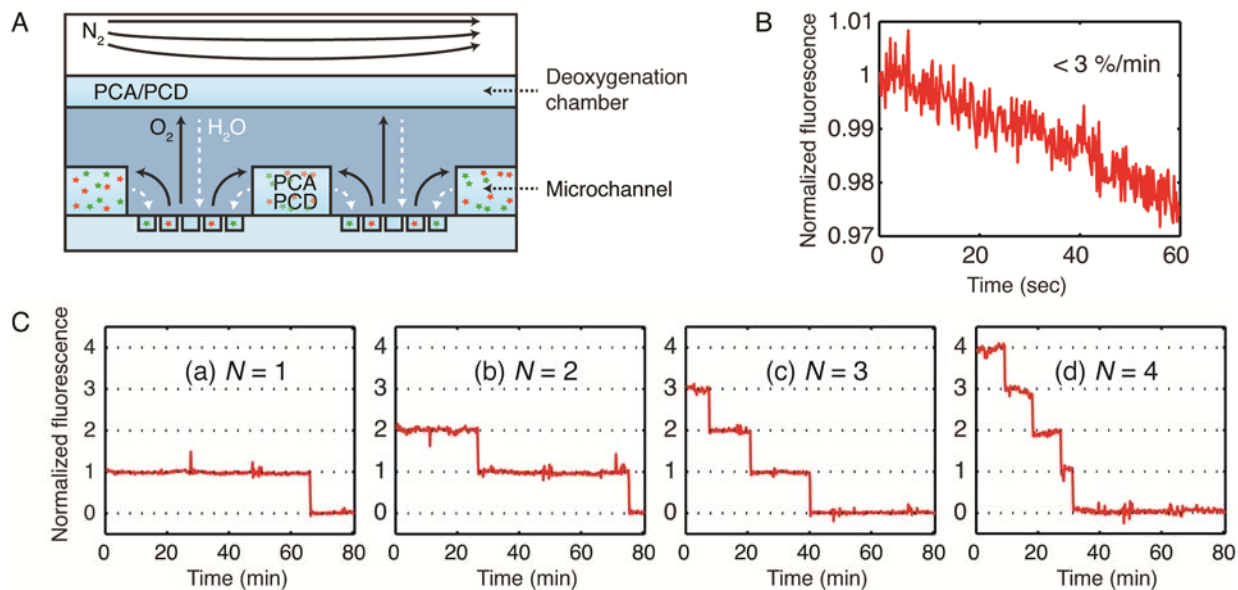 A
N2
PCA/PCD
Deoxygenation
chamber
O2
H2O
PCA
PCD
Microchannel
B
Normalized fluorescence
1.01
1
0.99
0.98
0.97
< 3 %/min
0
20
40
60
Time (sec)
C
Normalized fluorescence
4
3
2
1
0
(a) N = 1
0
20
40
60
80
Time (min)
4
3
2
1
0
(b) N = 2
0
20
40
60
80
Time (min)
4
3
2
1
0
(c) N = 3
0
20
40
60
80
Time (min)
4
3
2
1
0
(d) N = 4
0
20
40
60
80
Time (min)